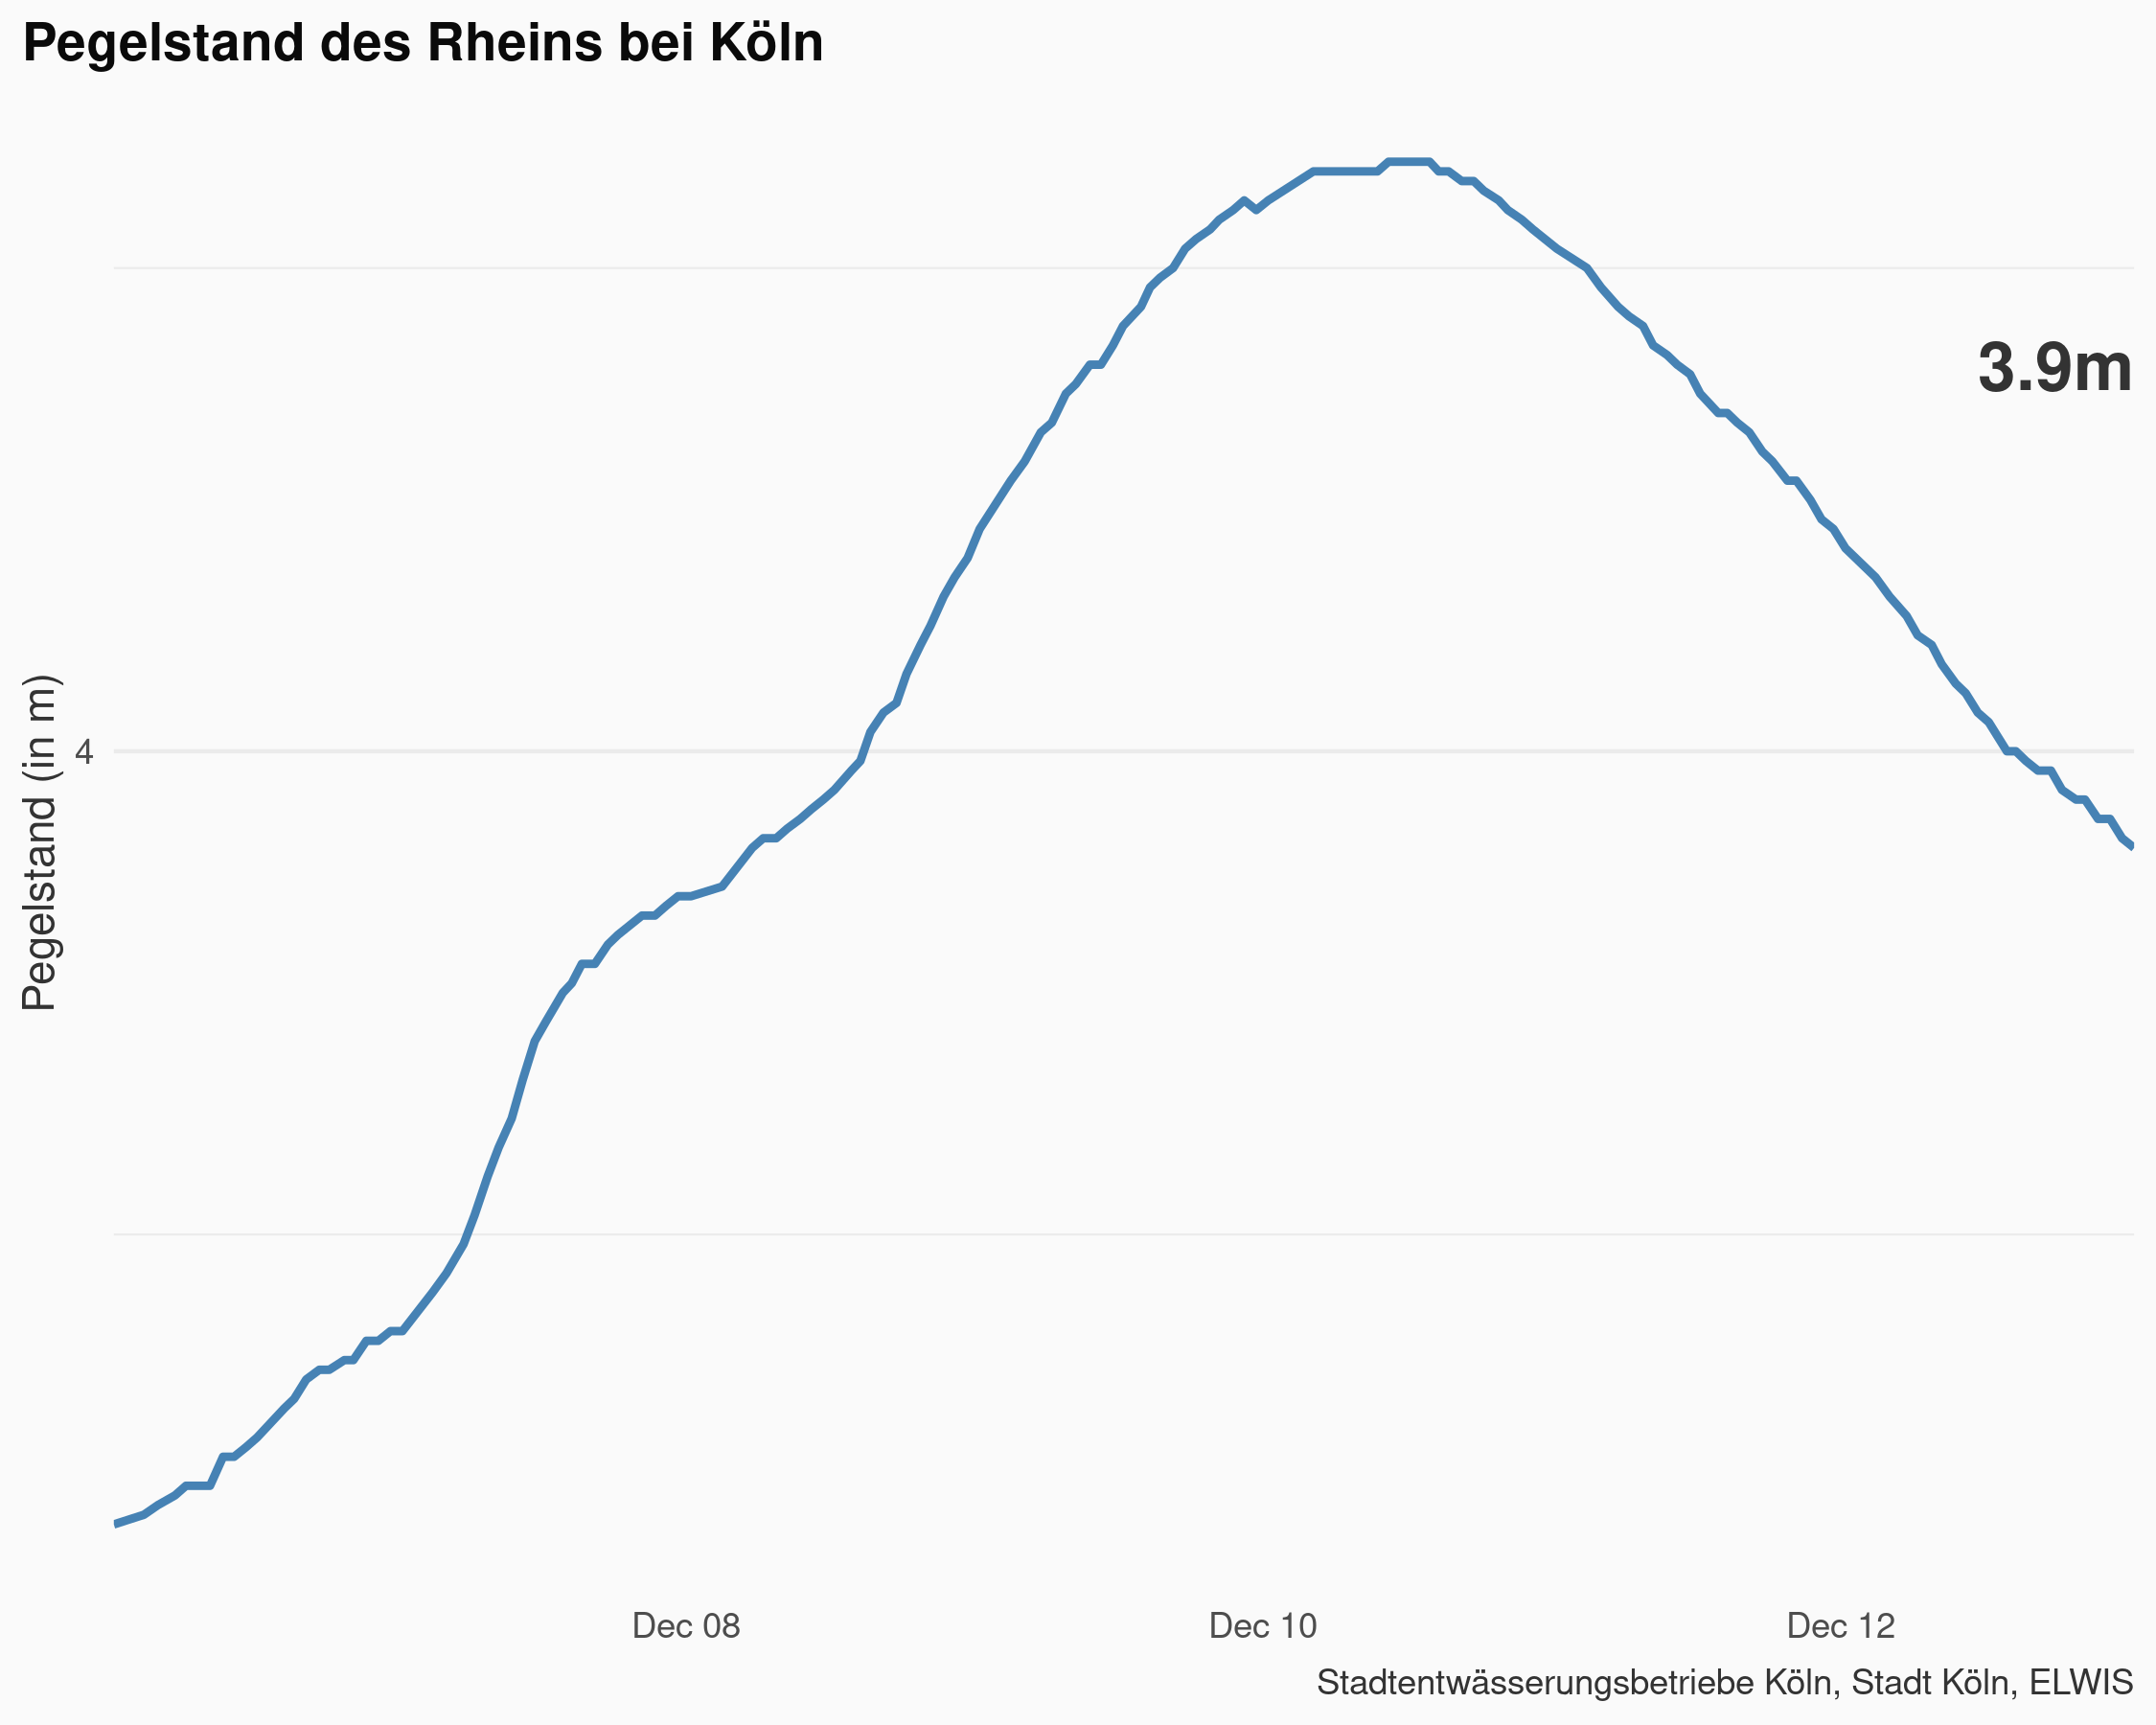 Pegelstand des Rheins bei Köln
3.9m
Pegelstand (in m)
4
Dec 08
Dec 10
Dec 12
Stadtentwässerungsbetriebe Köln, Stadt Köln, ELWIS